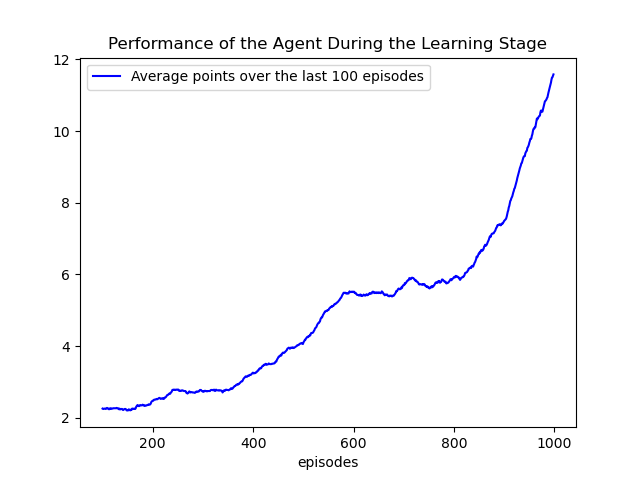 Performance of the Agent During the Learning Stage
Average points over the last 100 episodes
12
10
8
6
4
2
200 400 600 800 1000
episodes